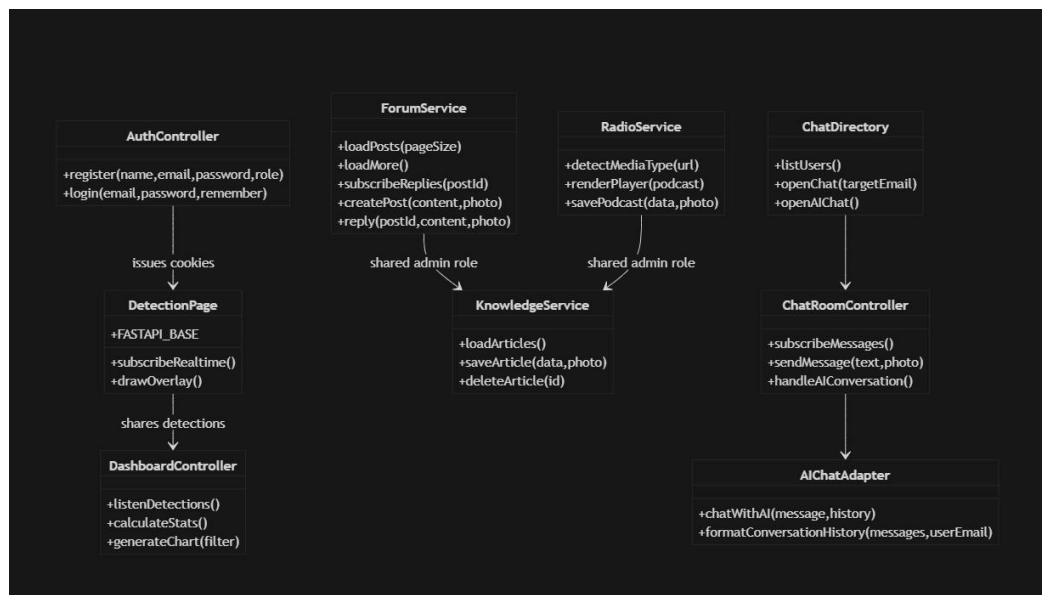 AuthController
+register(name,email,password,role)
+login(email,password,remember)
issues cookies
DetectionPage
+FASTAPI_BASE
+subscribeRealtime()
+drawOverlay()
shares detections
DashboardController
+listenDetections()
+calculateStats()
+generateChart(filter)
ForumService
+loadPosts(pageSize)
+loadMore()
+subscribeReplies(postId)
+createPost(content,photo)
+reply(postId,content,photo)
shared admin role
RadioService
+detectMediaType(url)
+renderPlayer(podcast)
+savePodcast(data,photo)
shared admin role
KnowledgeService
+loadArticles()
+saveArticle(data,photo)
+deleteArticle(id)
ChatDirectory
+listUsers()
+openChat(targetEmail)
+openAIChat()
ChatRoomController
+subscribeMessages()
+sendMessage(text,photo)
+handleAIConversation()
AIChatAdapter
+chatWithAI(message,history)
+formatConversationHistory(messages,userEmail)